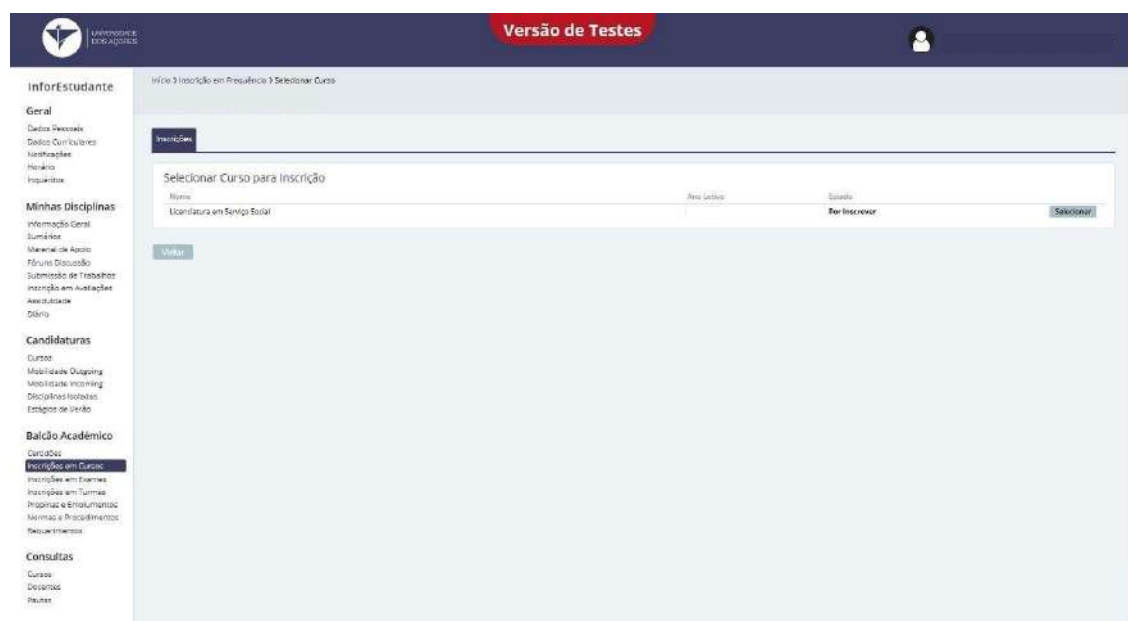 UNIVERSIDADE
DOS AÇORES
Versão de Testes
InforEstudante
Início > Inscrição em Frequência > Selecionar Curso
Geral
Dados Pessoais
Dados Curriculares
Notificações
Horário
Inquéritos
Inscrições
Selecionar Curso para Inscrição
Nome Ano Letivo Estado
Licenciatura em Serviço Social Por Inscrever Selecionar
Voltar
Minhas Disciplinas
Informação Geral
Sumários
Material de Apoio
Fóruns Discussão
Submissão de Trabalhos
Inscrição em Avaliações
Assiduidade
Diário
Candidaturas
Cursos
Mobilidade Outgoing
Mobilidade Incoming
Disciplinas Isoladas
Estágios de Verão
Balcão Académico
Certidões
Inscrições em Cursos
Inscrições em Exames
Inscrições em Turmas
Propinas e Emolumentos
Normas e Procedimentos
Requerimentos
Consultas
Cursos
Docentes
Pautas